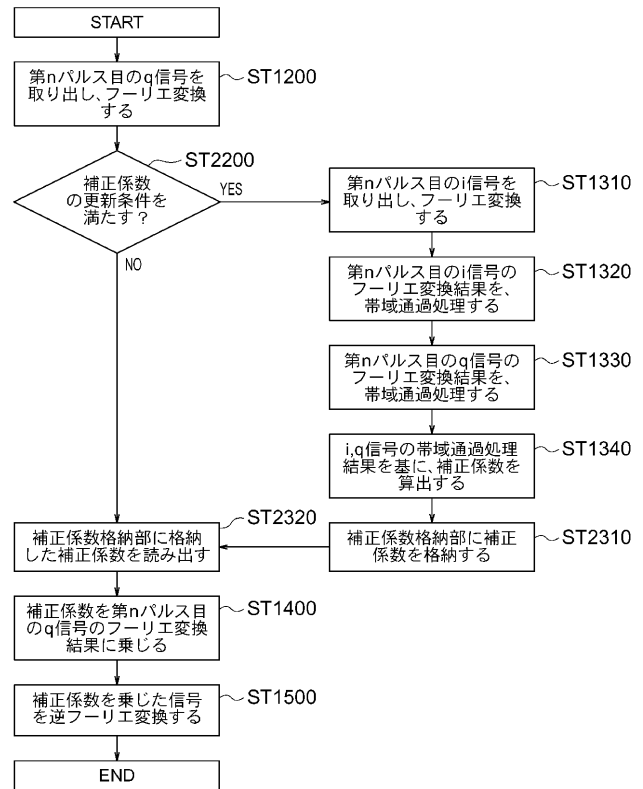 START
第nパルス目のq信号を
取り出し、フーリエ変換
する
ST1200
補正係数
の更新条件を
満たす？
ST2200
YES
NO
第nパルス目のi信号を
取り出し、フーリエ変換
する
ST1310
第nパルス目のi信号の
フーリエ変換結果を、
帯域通過処理する
ST1320
第nパルス目のq信号の
フーリエ変換結果を、
帯域通過処理する
ST1330
i,q信号の帯域通過処理
結果を基に、補正係数を
算出する
ST1340
補正係数格納部に補正
係数を格納する
ST2310
補正係数格納部に格納
した補正係数を読み出す
ST2320
補正係数を第nパルス目
のq信号のフーリエ変換
結果に乗じる
ST1400
補正係数を乗じた信号
を逆フーリエ変換する
ST1500
END